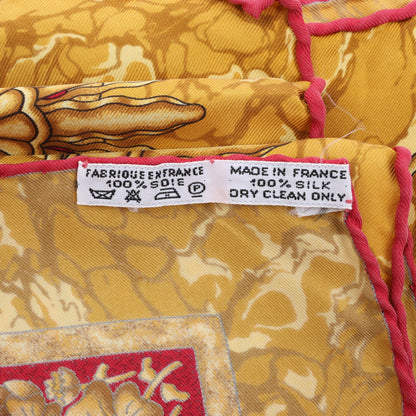 FABRIQUE EN FRANCE
100% SOIE
P
MADE IN FRANCE
100% SILK
DRY CLEAN ONLY